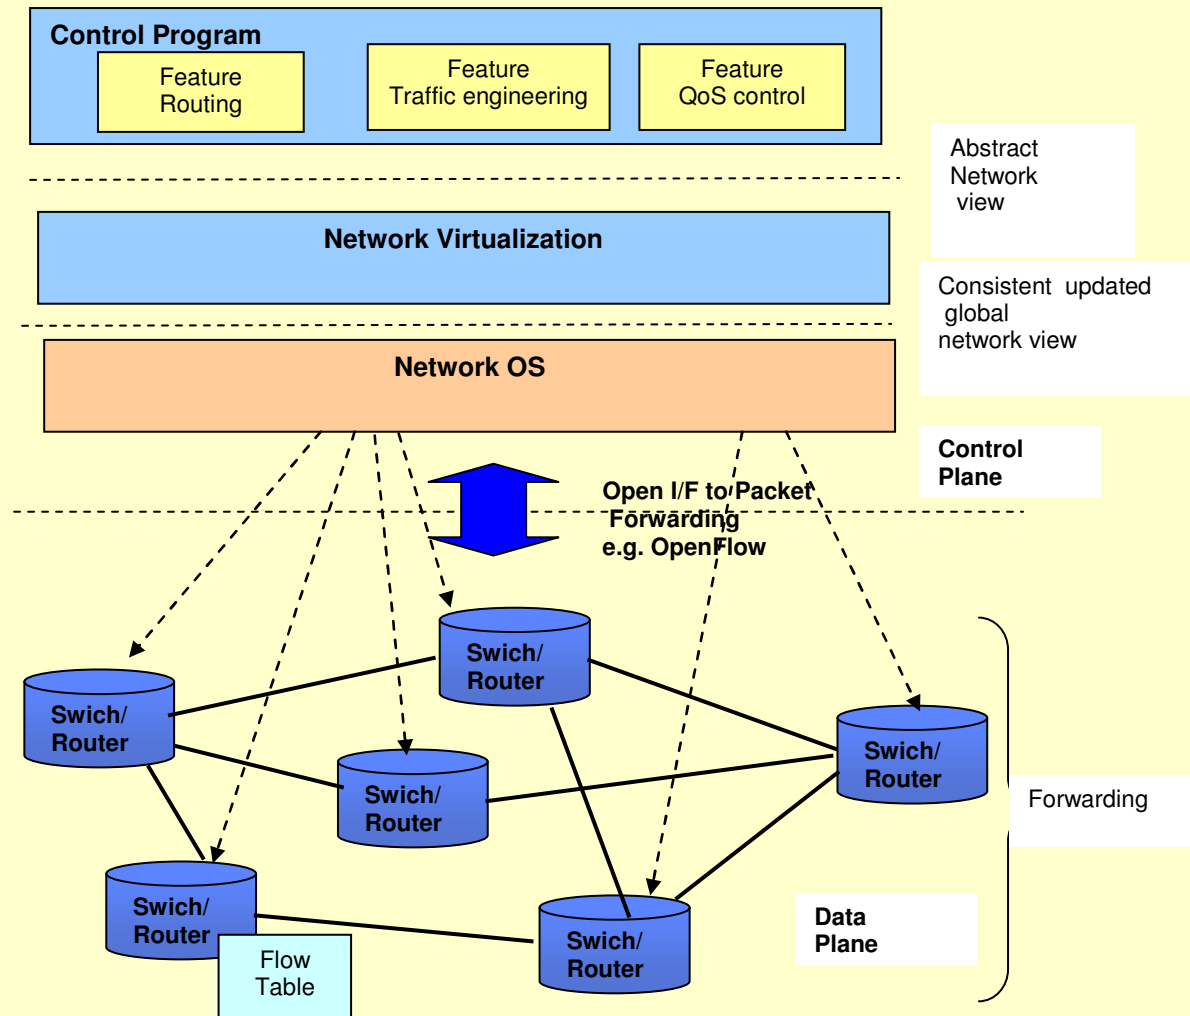 Control Program
Feature
Routing
Feature
Traffic engineering
Feature
QoS control
Abstract
Network
view
Network Virtualization
Consistent updated
global
network view
Network OS
Control
Plane
Open I/F to Packet
Forwarding
e.g. OpenFlow
Swich/
Router
Swich/
Router
Swich/
Router
Swich/
Router
Forwarding
Swich/
Router
Swich/
Router
Data
Plane
Flow
Table